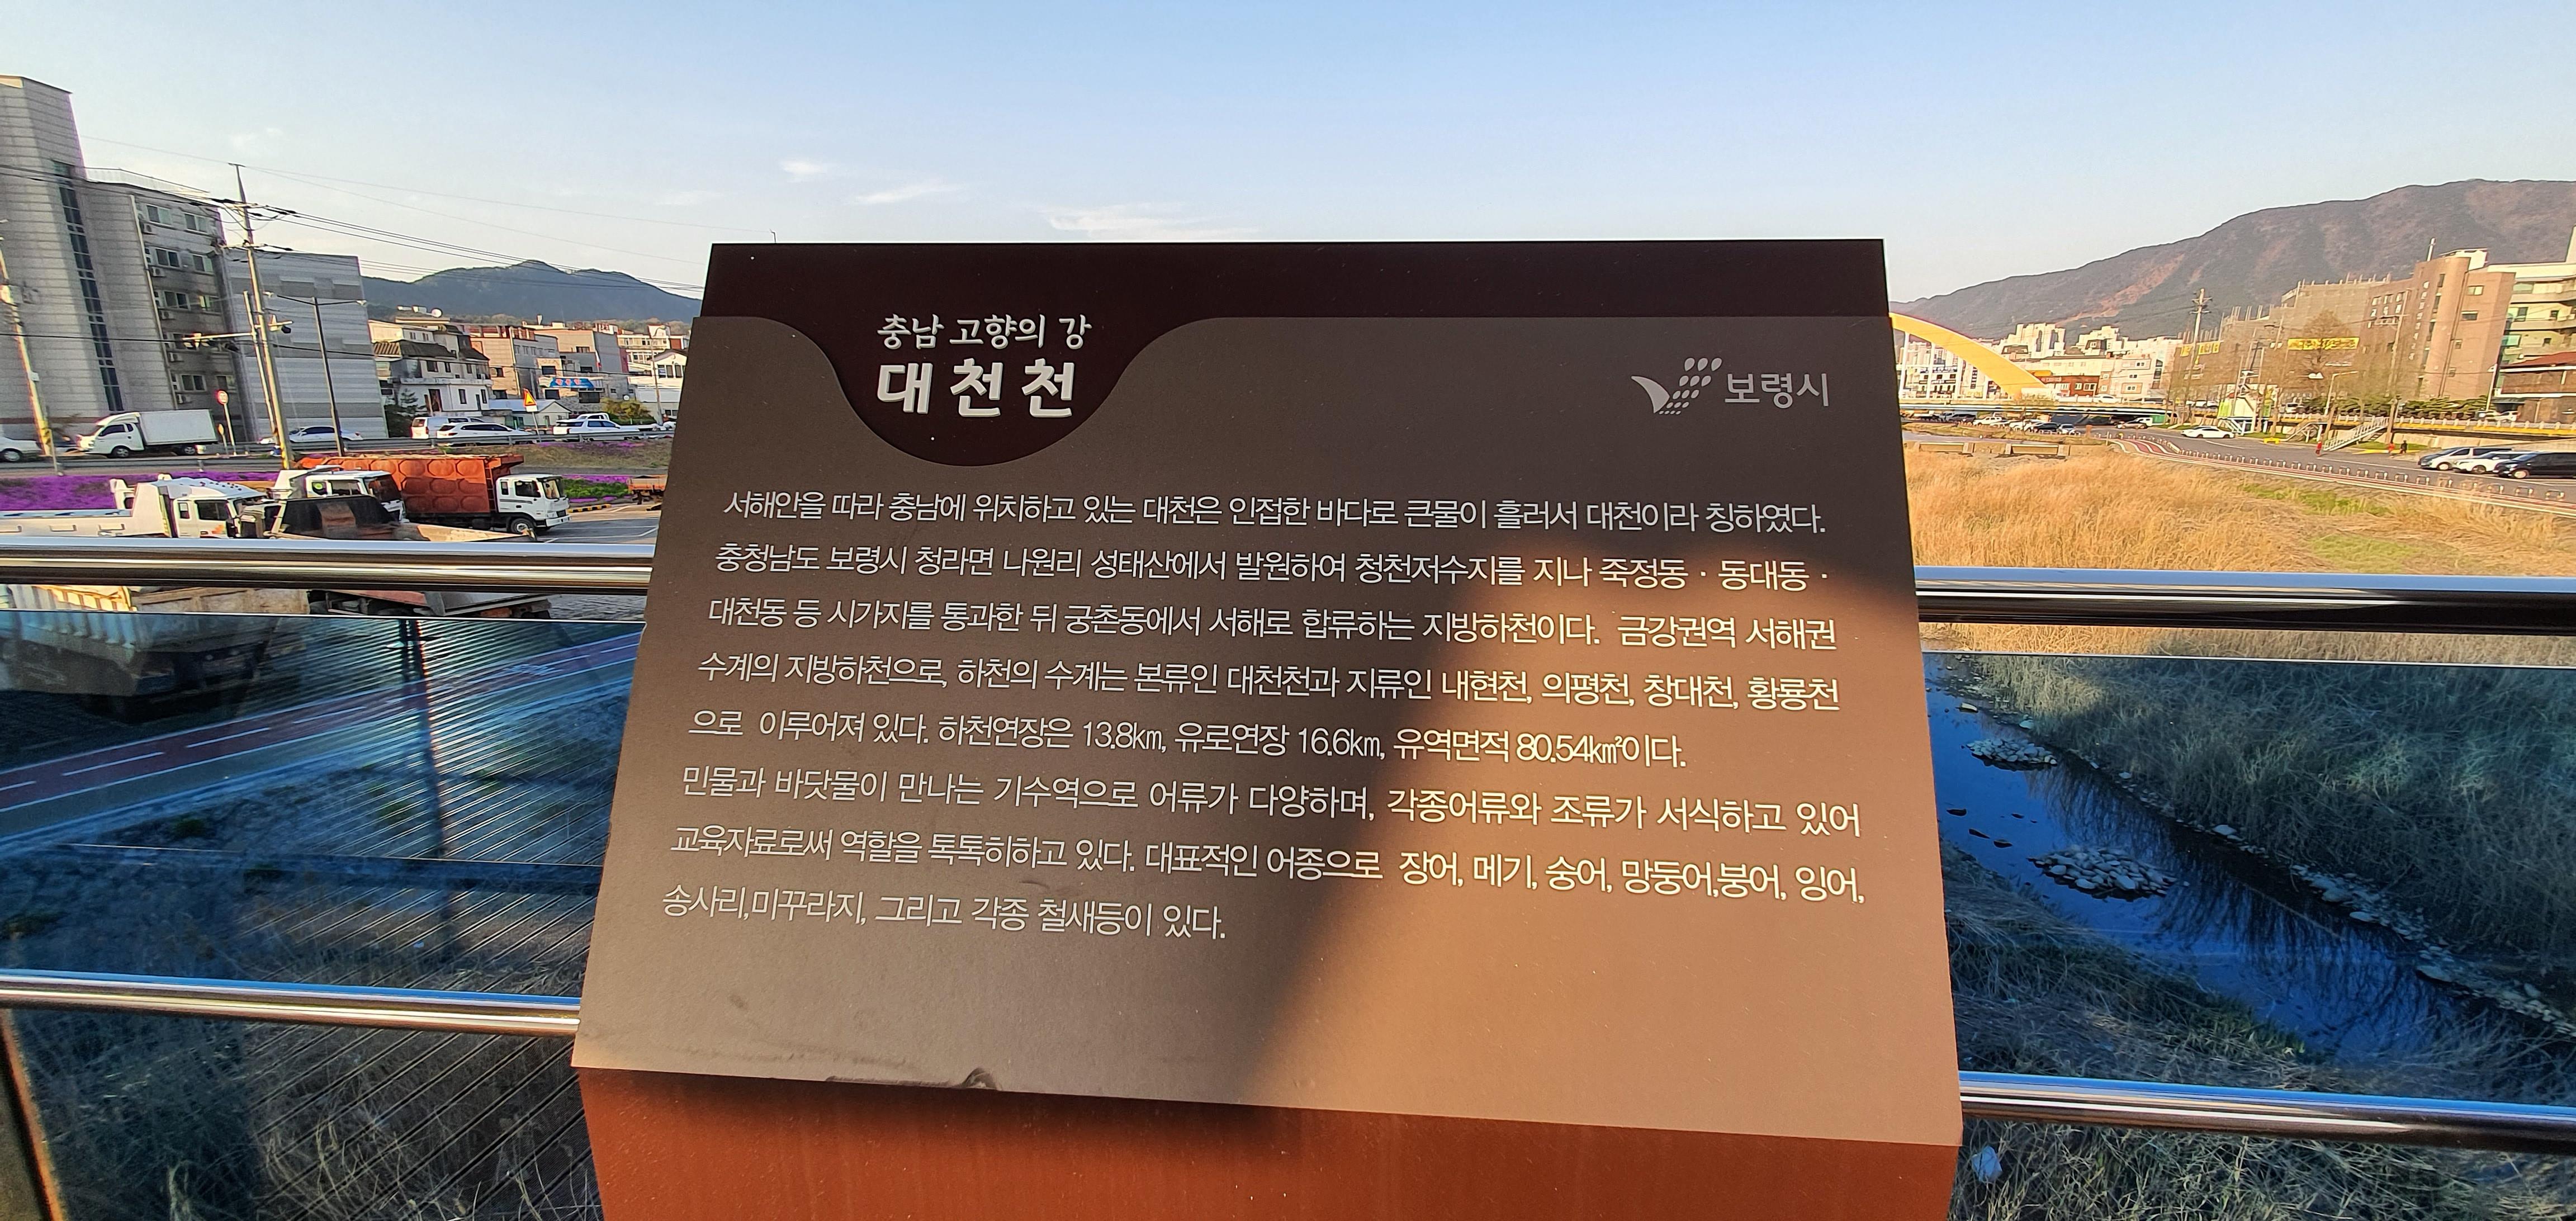 충남 고향의 강
대천천
보령시
서해안을 따라 충남에 위치하고 있는 대천은 인접한 바다로 큰물이 흘러서 대천이라 칭하였다.
충청남도 보령시 청라면 나원리 성태산에서 발원하여 청천저수지를 지나 죽정동 · 동대동 ·
대천동 등 시가지를 통과한 뒤 궁촌동에서 서해로 합류하는 지방하천이다. 금강권역 서해권
수계의 지방하천으로, 하천의 수계는 본류인 대천천과 지류인 내현천, 의평천, 창대천, 황룡천
으로 이루어져 있다. 하천연장은 13.8㎞, 유로연장 16.6㎞, 유역면적 80.54㎢이다.
민물과 바닷물이 만나는 기수역으로 어류가 다양하며, 각종어류와 조류가 서식하고 있어
교육자료로써 역할을 톡톡히하고 있다. 대표적인 어종으로 장어, 메기, 숭어, 망둥어,붕어, 잉어,
송사리,미꾸라지, 그리고 각종 철새등이 있다.